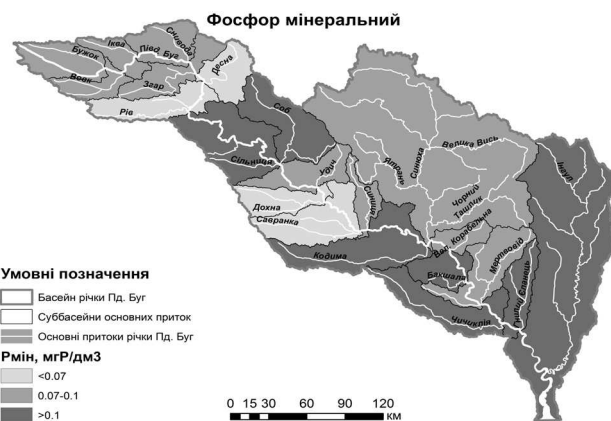 Фосфор мінеральний
Снивода
Іква
Бужок
Півд. Буг
Десна
Вовк
Згар
Рів
Соб
Велика Вись
Інгул
Сільниця
Удич
Ятрань
Синюха
Синиця
Чорний
Ташлик
Дохна
Савранка
Вел. Корабельна
Мертвовід
Кодима
Бакшала
Гнилий Єланець
Чичиклія
Умовні позначення
Басейн річки Пд. Буг
Суббасейни основних приток
Основні притоки річки Пд. Буг
Рмін, мгР/дм3
<0.07
0.07-0.1
>0.1
0 15 30 60 90 120
км